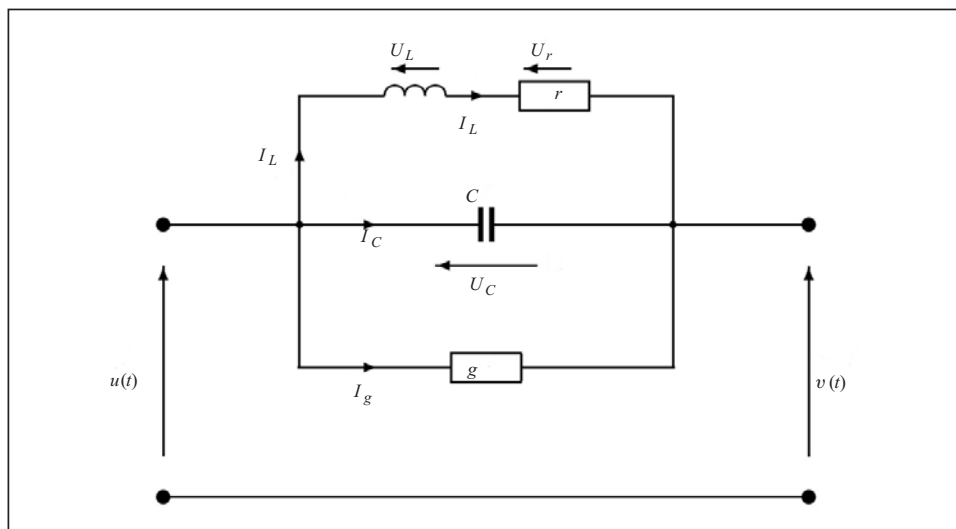 U_L U_r
r
I_L
I_L
C
I_C
U_C
u(t) g v(t)
I_g